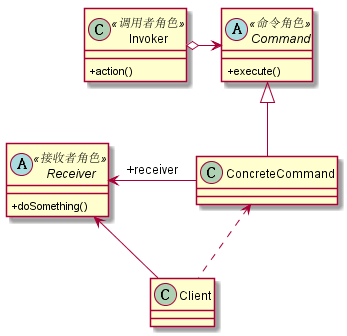 C «调用者角色»
Invoker
+action()
A «命令角色»
Command
+execute()
A «接收者角色»
Receiver
+doSomething()
+receiver
C ConcreteCommand
C Client